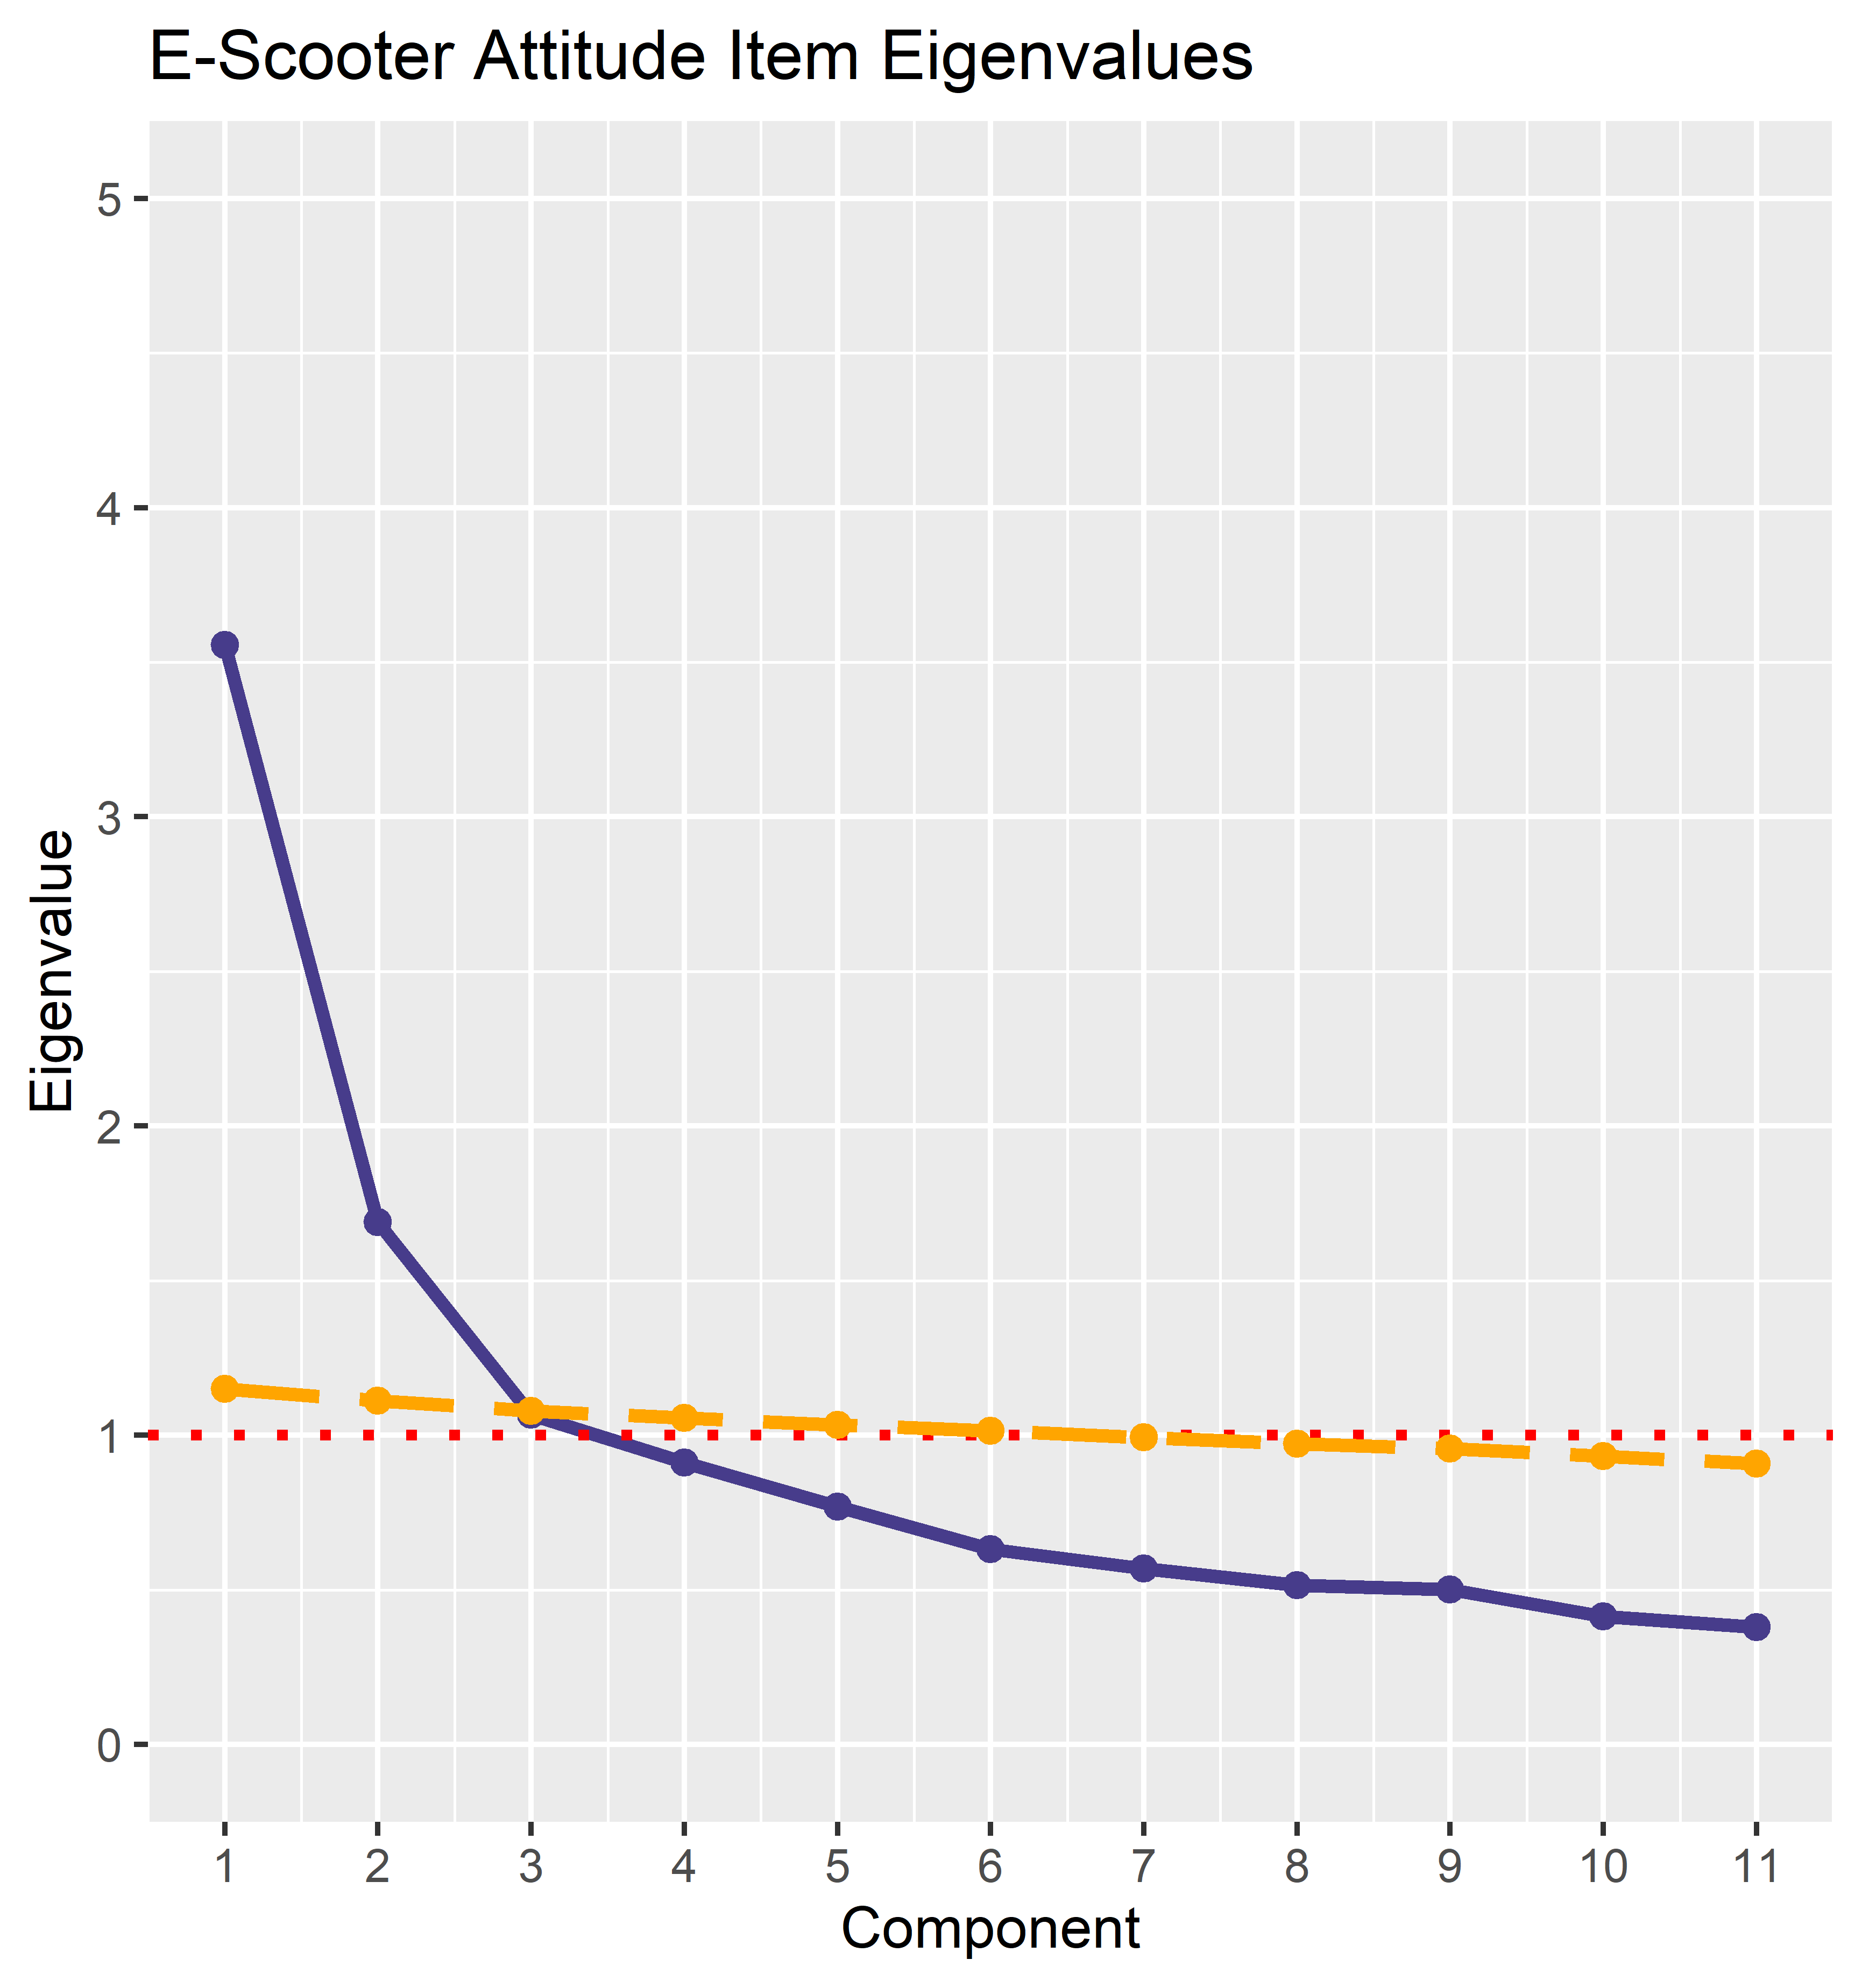 E-Scooter Attitude Item Eigenvalues
5
4
3
2
1
0
Eigenvalue
1 2 3 4 5 6 7 8 9 10 11
Component